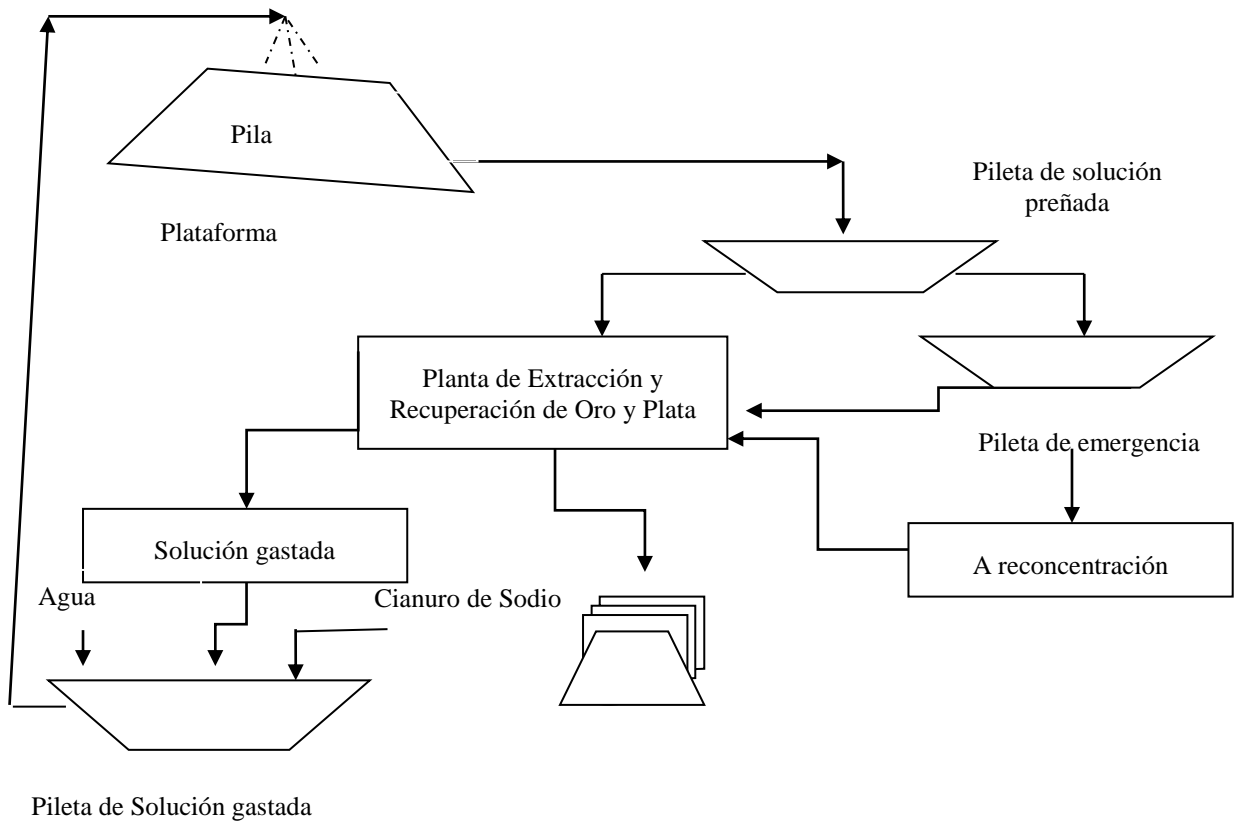 Pila
Plataforma
Pileta de solución
preñada
Planta de Extracción y
Recuperación de Oro y Plata
Pileta de emergencia
Solución gastada
A reconcentración
Agua
Cianuro de Sodio
Pileta de Solución gastada